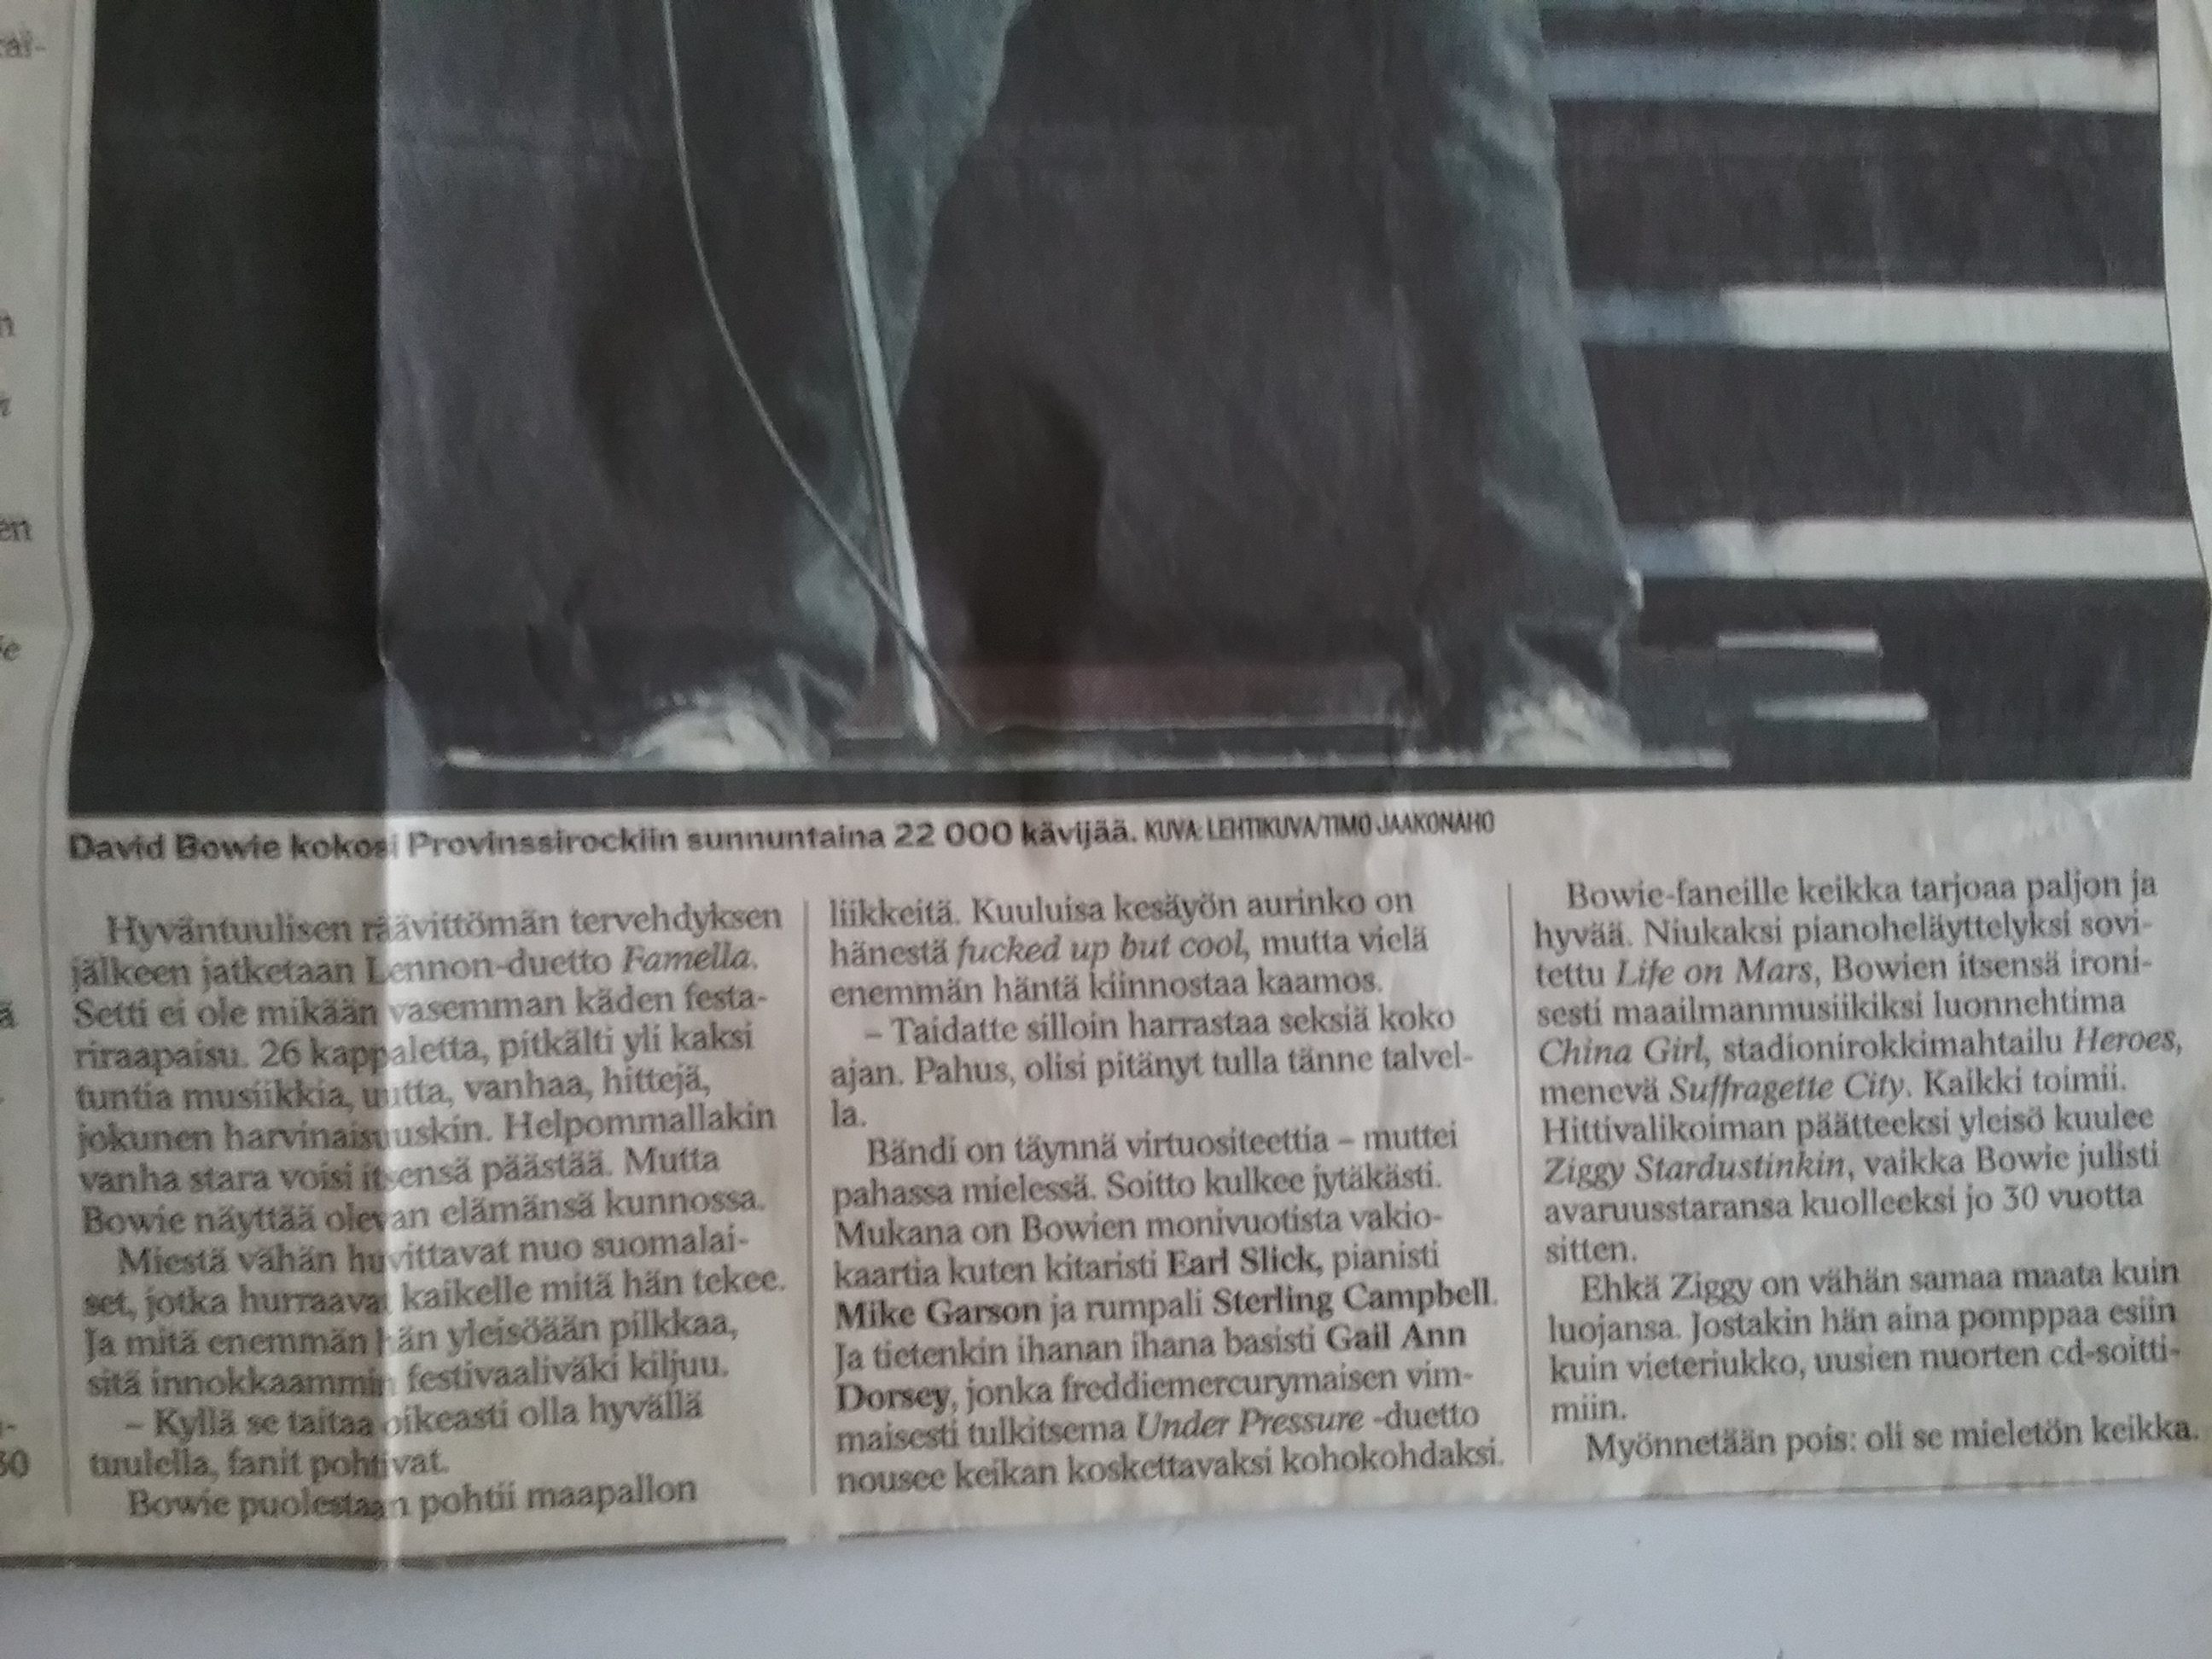 David Bowie kokosi Provinssirockiin sunnuntaina 22 000 kävijää. KUVA: LEHTIKUVA/TIMO JAAKONAHO
Hyväntuulisen räävittömän tervehdyksen
jälkeen jatketaan Lennon-duetto Famella.
Setti ei ole mikään vasemman käden festa-
riraapaisu. 26 kappaletta, pitkälti yli kaksi
tuntia musiikkia, uutta, vanhaa, hittejä,
jokunen harvinaisuuskin. Helpommallakin
vanha stara voisi itsensä päästää. Mutta
Bowie näyttää olevan elämänsä kunnossa.
Miestä vähän huvittavat nuo suomalai-
set, jotka hurraavat kaikelle mitä hän tekee.
Ja mitä enemmän hän yleisöään pilkkaa,
sitä innokkaammin festivaaliväki kiljuu.
– Kyllä se taitaa oikeasti olla hyvällä
tuulella, fanit pohtivat.
Bowie puolestaan pohtii maapallon
liikkeitä. Kuuluisa kesäyön aurinko on
hänestä fucked up but cool, mutta vielä
enemmän häntä kiinnostaa kaamos.
– Taidatte silloin harrastaa seksiä koko
ajan. Pahus, olisi pitänyt tulla tänne talvel-
la.
Bändi on täynnä virtuositeettia – muttei
pahassa mielessä. Soitto kulkee jytäkästi.
Mukana on Bowien monivuotista vakio-
kaartia kuten kitaristi Earl Slick, pianisti
Mike Garson ja rumpali Sterling Campbell.
Ja tietenkin ihanan ihana basisti Gail Ann
Dorsey, jonka freddiemercurymaisen vim-
maisesti tulkitsema Under Pressure -duetto
nousee keikan koskettavaksi kohokohdaksi.
Bowie-faneille keikka tarjoaa paljon ja
hyvää. Niukaksi pianoheläyttelyksi sovi-
tettu Life on Mars, Bowien itsensä ironi-
sesti maailmanmusiikiksi luonnehtima
China Girl, stadionirokkimahtailu Heroes,
menevä Suffragette City. Kaikki toimii.
Hittivalikoiman päätteeksi yleisö kuulee
Ziggy Stardustinkin, vaikka Bowie julisti
avaruusstaransa kuolleeksi jo 30 vuotta
sitten.
Ehkä Ziggy on vähän samaa maata kuin
luojansa. Jostakin hän aina pomppaa esiin
kuin vieteriukko, uusien nuorten cd-soitti-
miin.
Myönnetään pois: oli se mieletön keikka.